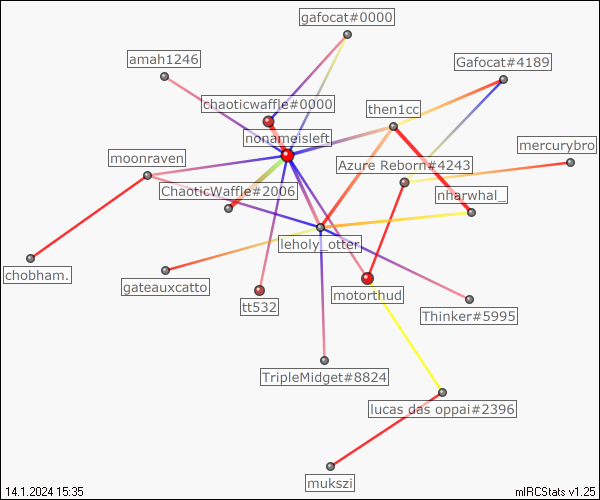 gafocat#0000
amah1246
Gafocat#4189
chaoticwaffle#0000
then1cc
nonameisleft
mercurybro
moonraven
Azure Reborn#4243
ChaoticWaffle#2006
nharwhal_
leholy_otter
chobham.
gateauxcatto
motorthud
tt532
Thinker#5995
TripleMidget#8824
lucas das oppai#2396
mukszi
14.1.2024 15:35
mIRCStats v1.25